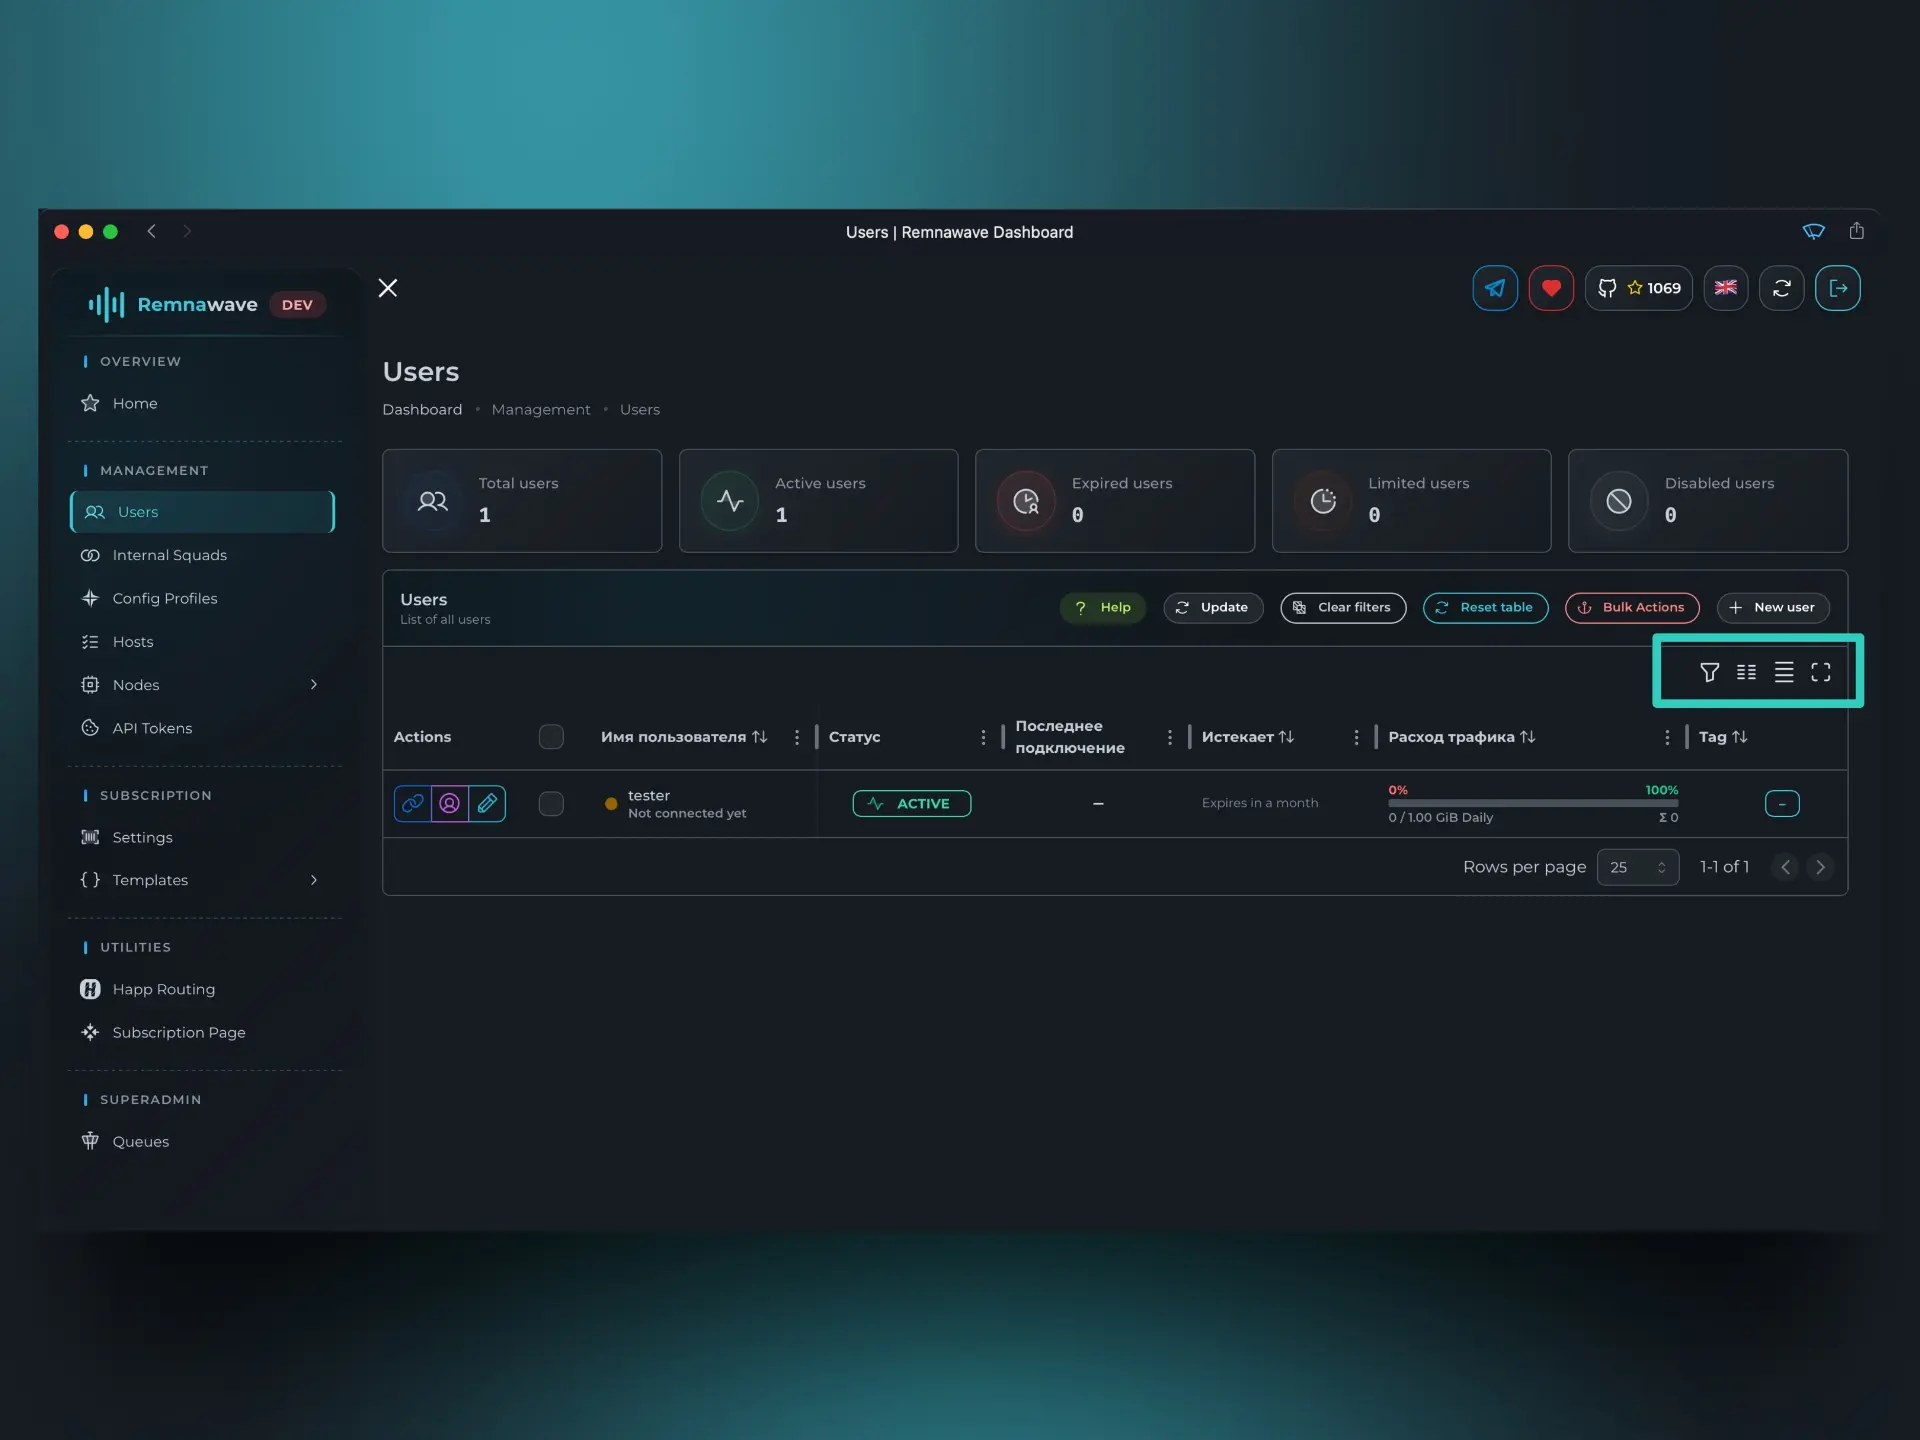 Users | Remnawave Dashboard
Remnawave DEV
1069
OVERVIEW
Home
MANAGEMENT
Users
Internal Squads
Config Profiles
Hosts
Nodes
API Tokens
SUBSCRIPTION
Settings
Templates
UTILITIES
Happ Routing
Subscription Page
SUPERADMIN
Queues
Users
Dashboard • Management • Users
Total users
1
Active users
1
Expired users
0
Limited users
0
Disabled users
0
Users
List of all users
? Help
Update
Clear filters
Reset table
Bulk Actions
+ New user
Actions
Имя пользователя
Статус
Последнее
подключение
Истекает
Расход трафика
Tag
tester
Not connected yet
ACTIVE
–
Expires in a month
0% 100%
0 / 1.00 GiB Daily Σ 0
–
Rows per page 25 1-1 of 1